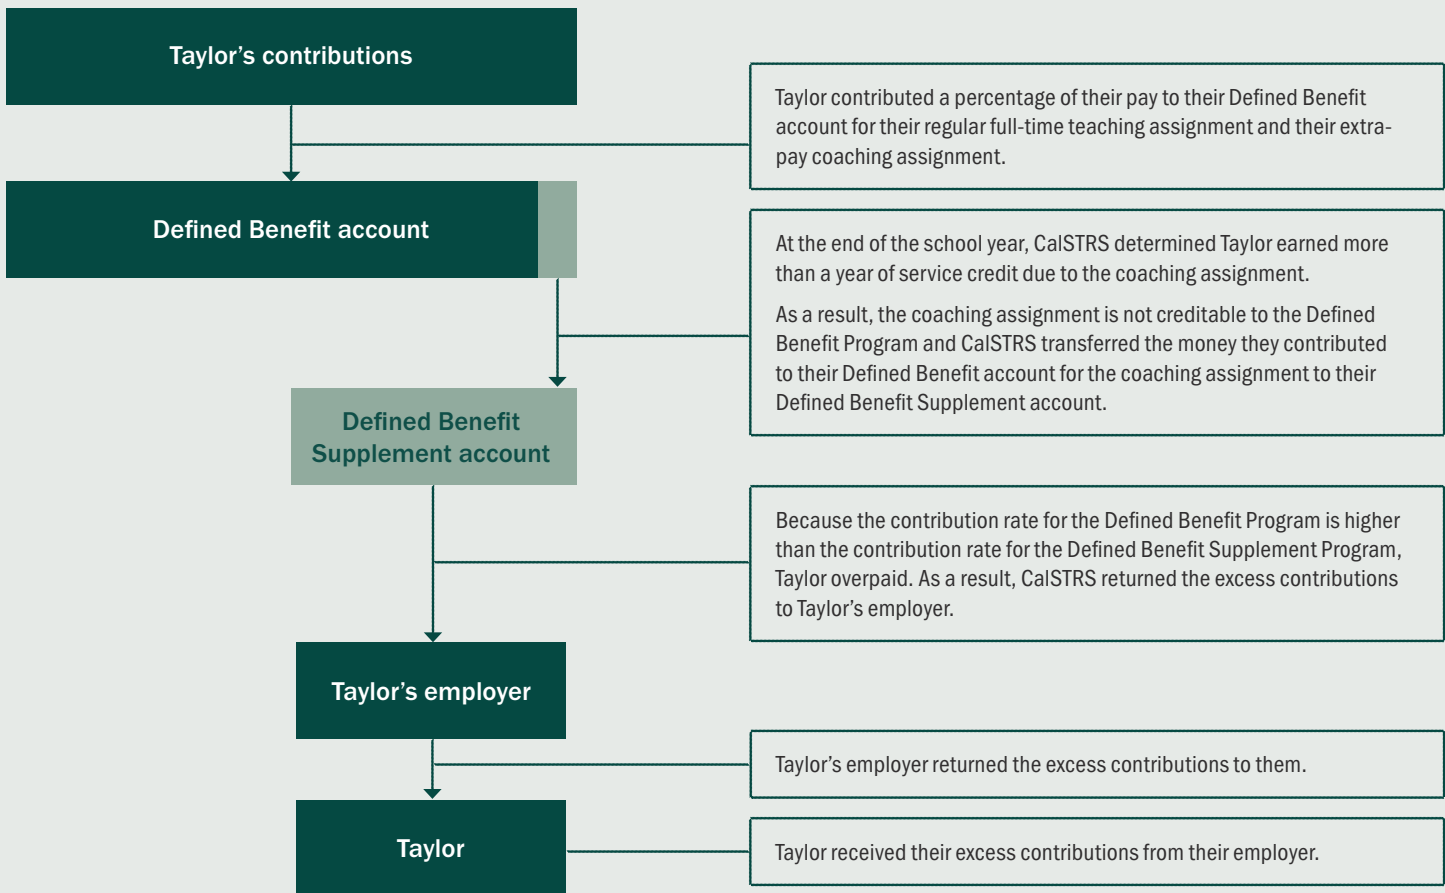 Taylor’s contributions
Taylor contributed a percentage of their pay to their Defined Benefit
account for their regular full-time teaching assignment and their extra-
pay coaching assignment.
Defined Benefit account
At the end of the school year, CalSTRS determined Taylor earned more
than a year of service credit due to the coaching assignment.
As a result, the coaching assignment is not creditable to the Defined
Benefit Program and CalSTRS transferred the money they contributed
to their Defined Benefit account for the coaching assignment to their
Defined Benefit Supplement account.
Defined Benefit
Supplement account
Because the contribution rate for the Defined Benefit Program is higher
than the contribution rate for the Defined Benefit Supplement Program,
Taylor overpaid. As a result, CalSTRS returned the excess contributions
to Taylor’s employer.
Taylor’s employer
Taylor’s employer returned the excess contributions to them.
Taylor
Taylor received their excess contributions from their employer.